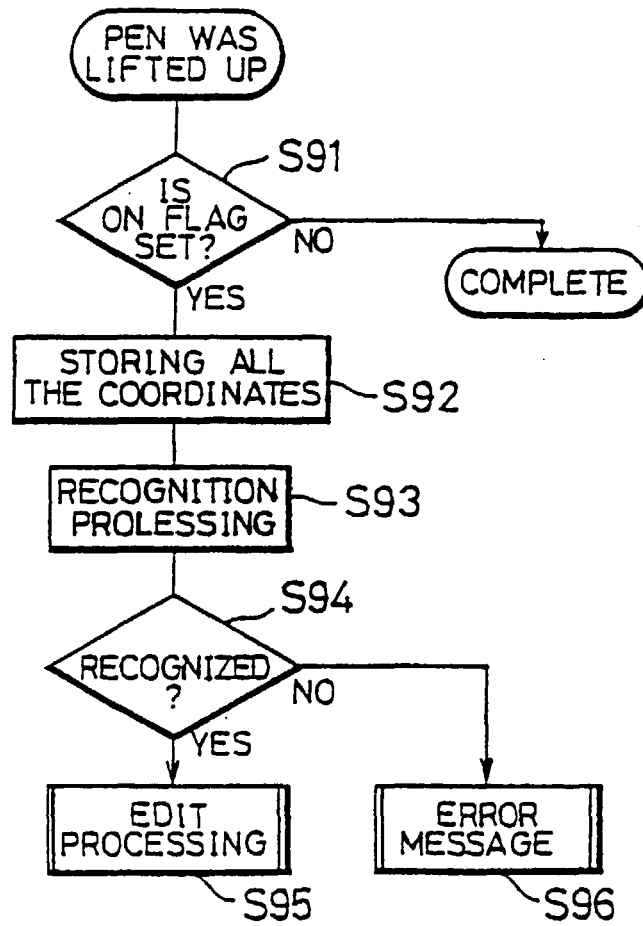 PEN WAS
LIFTED UP
S91
IS
ON FLAG
SET?
NO
COMPLETE
YES
STORING ALL
THE COORDINATES
S92
RECOGNITION
PROLESSING
S93
S94
RECOGNIZED
?
NO
YES
EDIT
PROCESSING
ERROR
MESSAGE
S95
S96